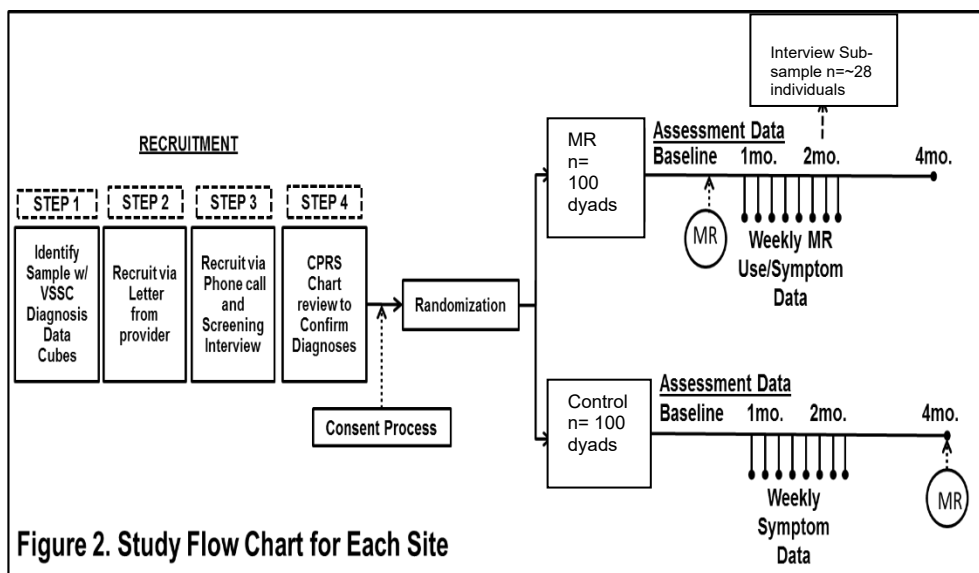 RECRUITMENT
STEP 1
Identify
Sample w/
VSSC
Diagnosis
Data
Cubes
STEP 2
Recruit via
Letter
from
provider
STEP 3
Recruit via
Phone call
and
Screening
Interview
STEP 4
CPRS
Chart
review to
Confirm
Diagnoses
Consent Process
Randomization
MR
n=
100
dyads
Assessment Data
Baseline 1mo. 2mo. 4mo.
Interview Sub-
sample n=~28
individuals
MR
Weekly MR
Use/Symptom
Data
Control
n= 100
dyads
Assessment Data
Baseline 1mo. 2mo. 4mo.
Weekly
Symptom
Data
MR
Figure 2. Study Flow Chart for Each Site